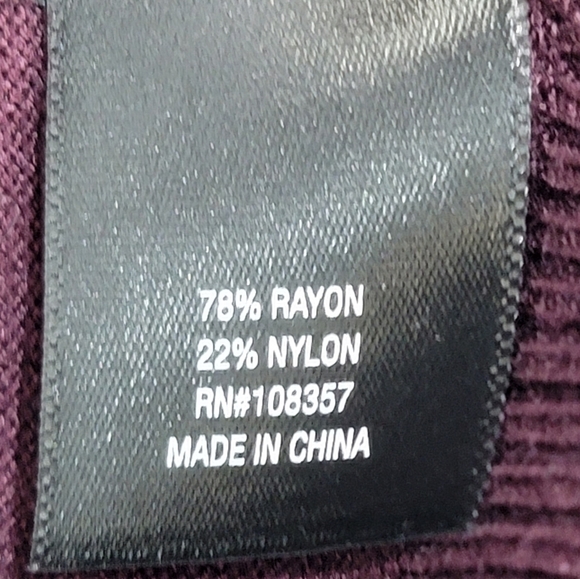 78% RAYON
22% NYLON
RN#108357
MADE IN CHINA